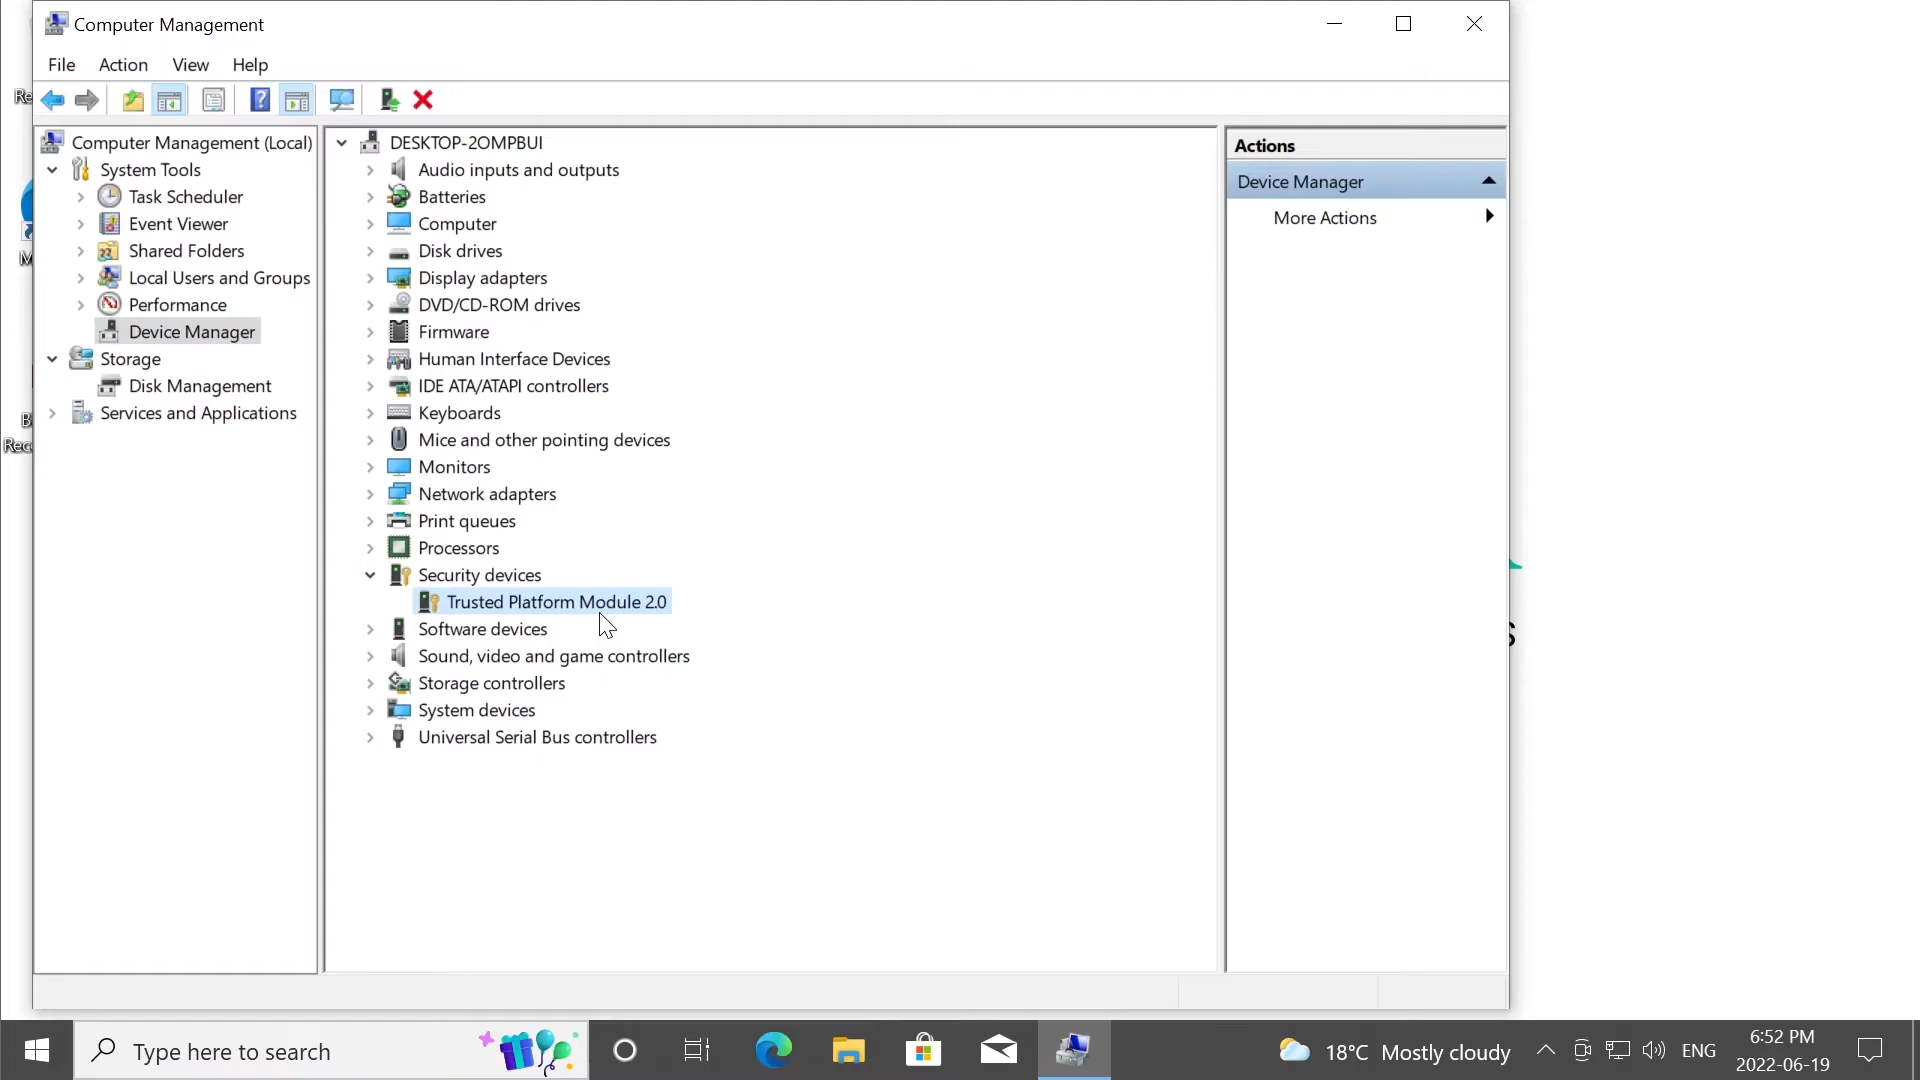 Computer Management
File Action View Help
Computer Management (Local)
System Tools
Task Scheduler
Event Viewer
Shared Folders
Local Users and Groups
Performance
Device Manager
Storage
Disk Management
Services and Applications
DESKTOP-2OMPBUI
Audio inputs and outputs
Batteries
Computer
Disk drives
Display adapters
DVD/CD-ROM drives
Firmware
Human Interface Devices
IDE ATA/ATAPI controllers
Keyboards
Mice and other pointing devices
Monitors
Network adapters
Print queues
Processors
Security devices
Trusted Platform Module 2.0
Software devices
Sound, video and game controllers
Storage controllers
System devices
Universal Serial Bus controllers
Actions
Device Manager
More Actions
Type here to search
18°C Mostly cloudy
ENG
6:52 PM
2022-06-19